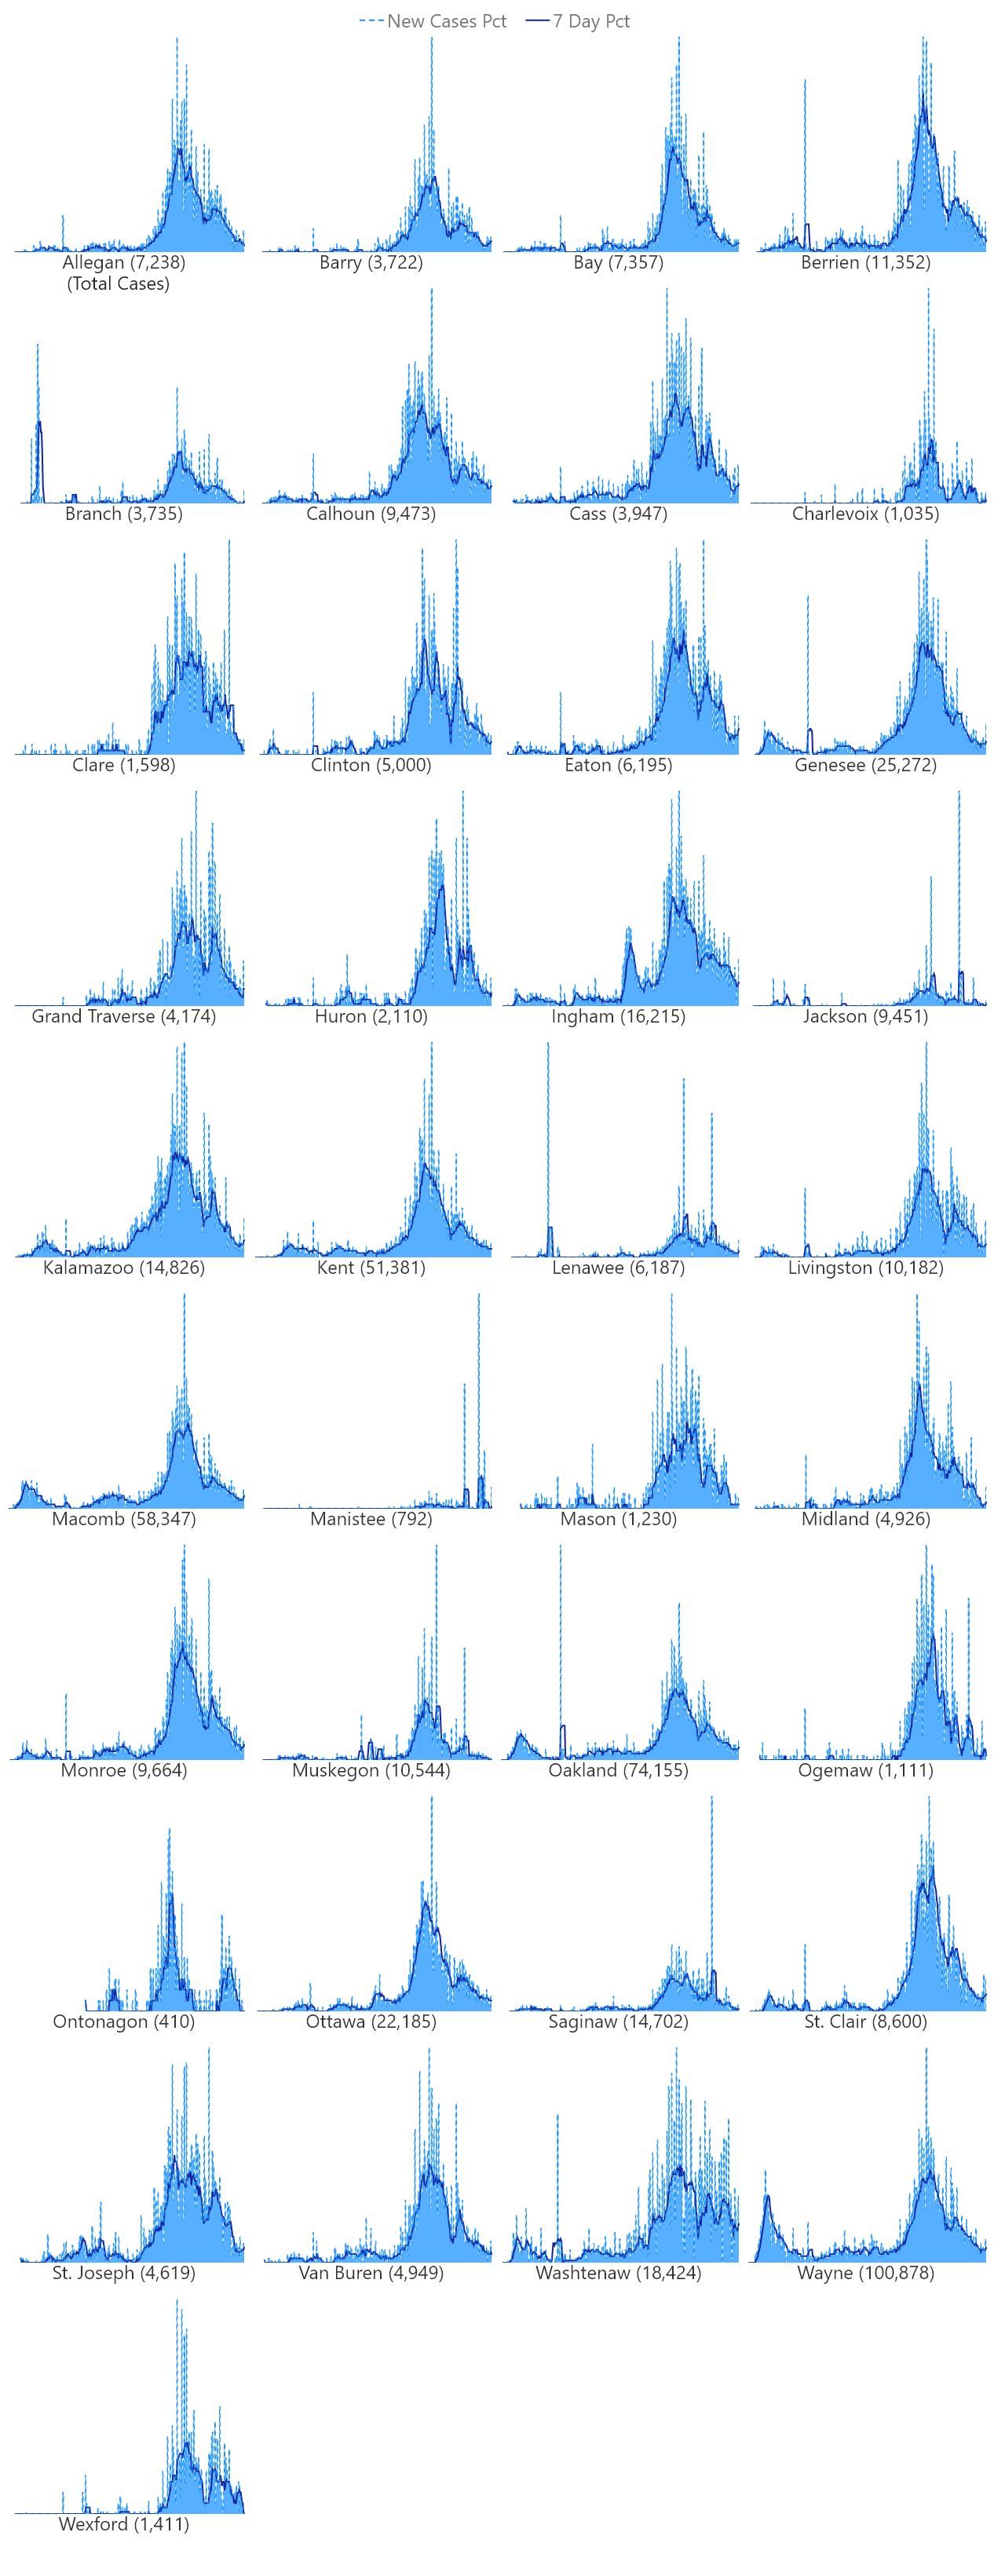 New Cases Pct 7 Day Pct
Allegan (7,238) Barry (3,722) Bay (7,357) Berrien (11,352)
(Total Cases)
Branch (3,735) Calhoun (9,473) Cass (3,947) Charlevoix (1,035)
Clare (1,598) Clinton (5,000) Eaton (6,195) Genesee (25,272)
Grand Traverse (4,174) Huron (2,110) Ingham (16,215) Jackson (9,451)
Kalamazoo (14,826) Kent (51,381) Lenawee (6,187) Livingston (10,182)
Macomb (58,347) Manistee (792) Mason (1,230) Midland (4,926)
Monroe (9,664) Muskegon (10,544) Oakland (74,155) Ogemaw (1,111)
Ontonagon (410) Ottawa (22,185) Saginaw (14,702) St. Clair (8,600)
St. Joseph (4,619) Van Buren (4,949) Washtenaw (18,424) Wayne (100,878)
Wexford (1,411)